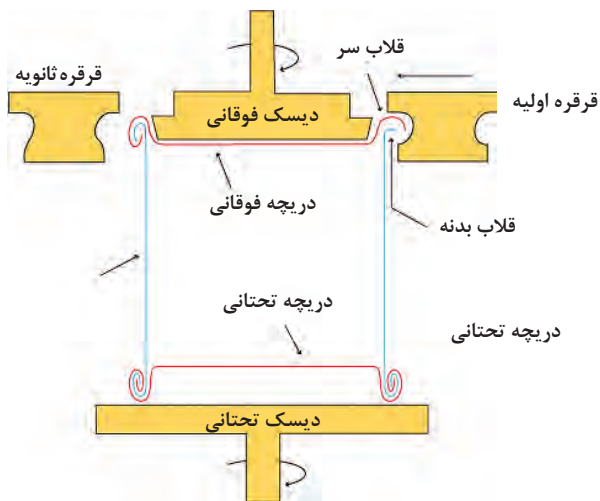 قلاب سر
قرقره ثانویه
قرقره اولیه
دیسک فوقانی
دریچه فوقانی
قلاب بدنه
دریچه تحتانی
دریچه تحتانی
دیسک تحتانی